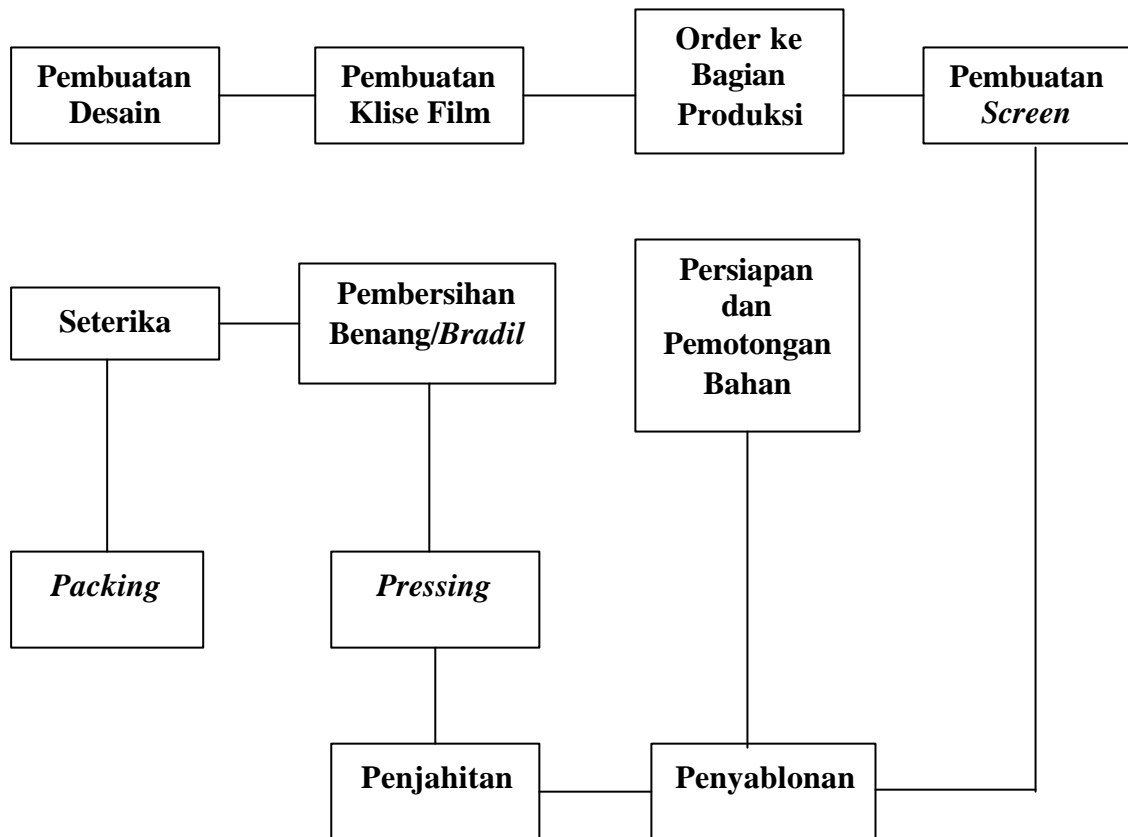 Pembuatan
Desain
Pembuatan
Klise Film
Order ke
Bagian
Produksi
Pembuatan
Screen
Seterika
Pembersihan
Benang/Bradil
Persiapan
dan
Pemotongan
Bahan
Packing
Pressing
Penjahitan
Penyablonan